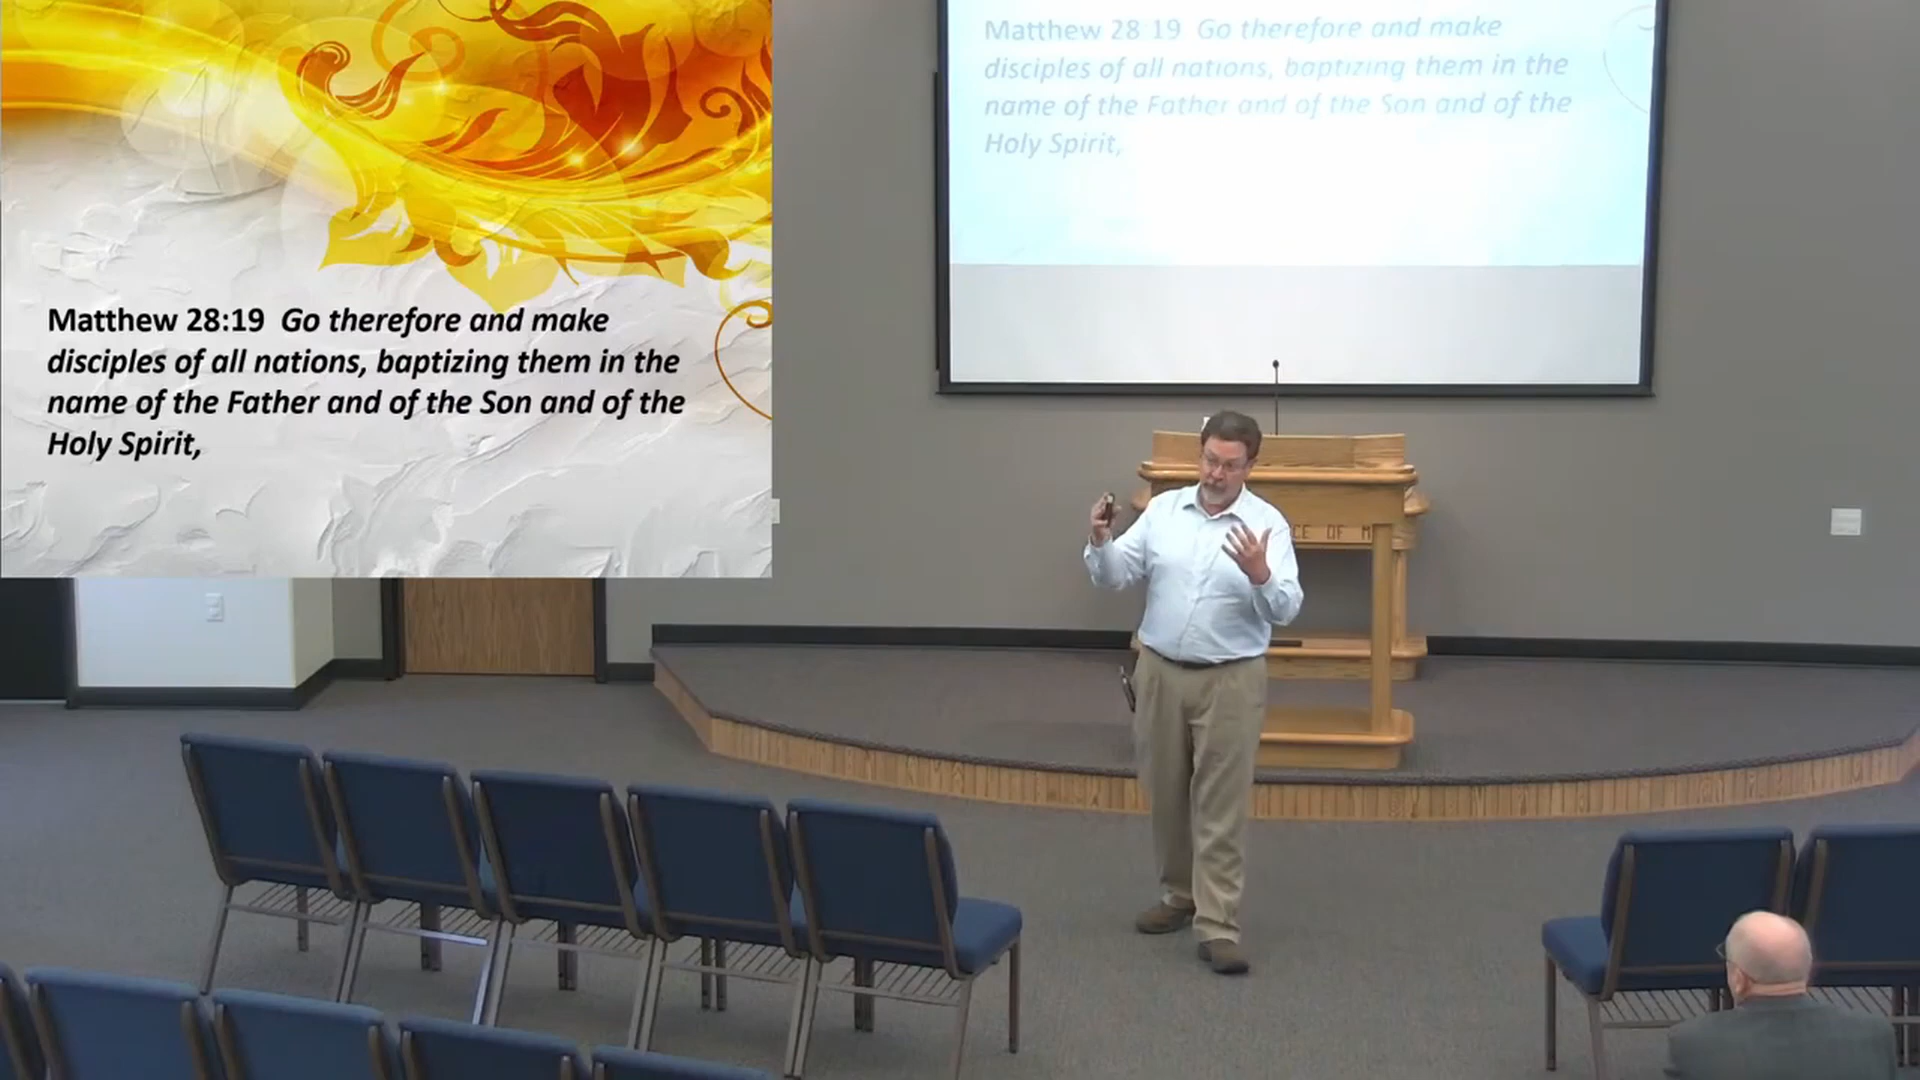 Matthew 28:19 Go therefore and make
disciples of all nations, baptizing them in the
name of the Father and of the Son and of the
Holy Spirit,
Matthew 28 19 Go therefore and make
disciples of all nations, baptizing them in the
name of the Father and of the Son and of the
Holy Spirit,
CE OF M